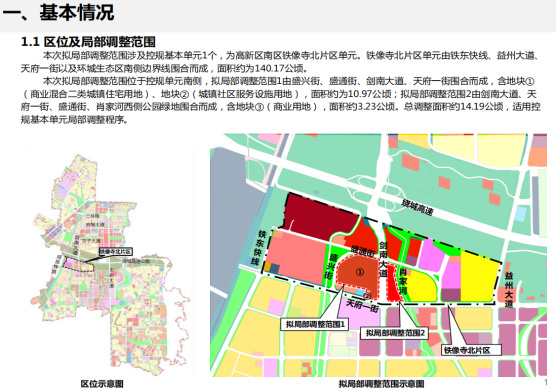 一、基本情况
1.1 区位及局部调整范围
本次拟局部调整范围涉及控规基本单元1个，为高新区南区铁像寺北片区单元。铁像寺北片区单元由铁东快线、益州大道、
天府一街以及环城生态区南侧边界线围合而成，面积约为140.17公顷。
本次拟局部调整范围位于控规单元南侧，拟局部调整范围1由盛兴街、盛通街、剑南大道、天府一街围合而成，含地块①
（商业混合二类城镇住宅用地）、地块②（城镇社区服务设施用地），面积约为10.97公顷；拟局部调整范围2由剑南大道、天
府一街、盛通街、肖家河西侧公园绿地围合而成，含地块③（商业用地），面积约3.23公顷。总调整面积约14.19公顷，适用控
规基本单元局部调整程序。
三环路
府城大道
天子大道
铁像寺北片区
剑南大道
绕城高速
铁东快线
盛兴街
盛通街
剑南大道
肖家河
益州大道
①
②
天府一街
拟局部调整范围1
拟局部调整范围2
铁像寺北片区
区位示意图
拟局部调整范围示意图
1